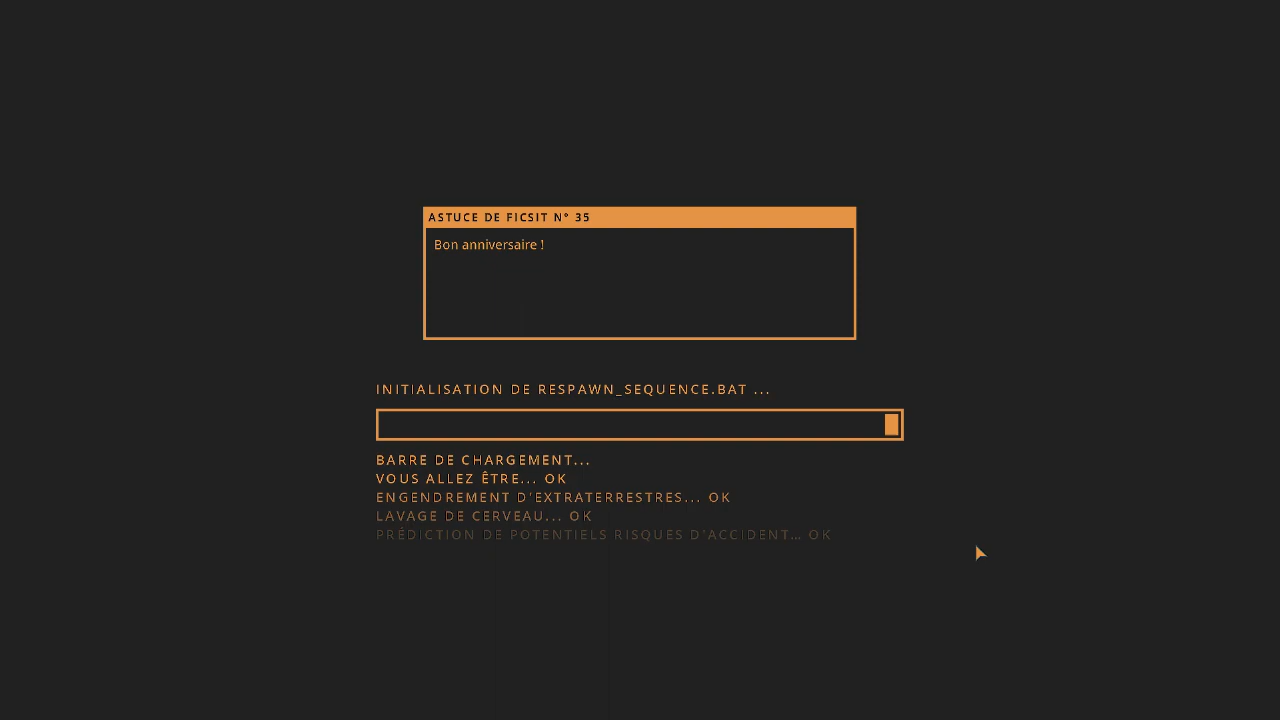 ASTUCE DE FICSIT N° 35
Bon anniversaire !
INITIALISATION DE RESPAWN_SEQUENCE.BAT ...
BARRE DE CHARGEMENT...
VOUS ALLEZ ÊTRE... OK
ENGENDREMENT D'EXTRATERRESTRES... OK
LAVAGE DE CERVEAU... OK
PRÉDICTION DE POTENTIELS RISQUES D'ACCIDENT... OK